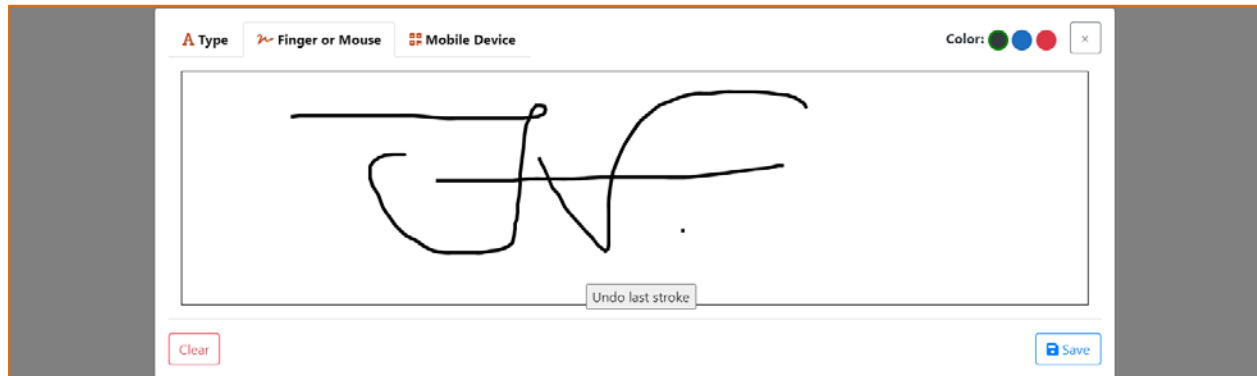 A Type Finger or Mouse Mobile Device Color: ×
Undo last stroke
Clear Save